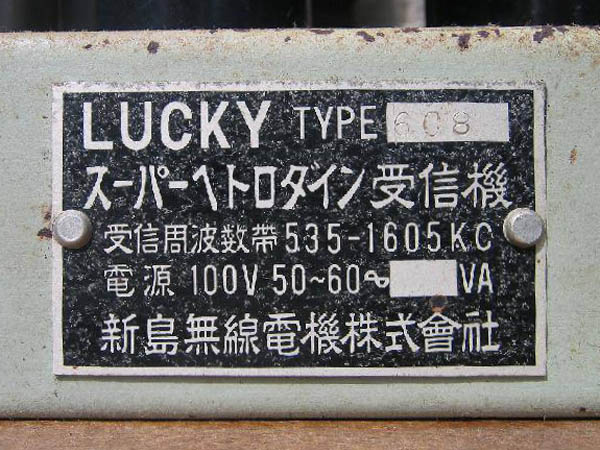 LUCKY TYPE 608
スーパーヘトロダイン受信機
受信周波数帯 535-1605KC
電源 100V 50~60∿ VA
新島無線電機株式會社